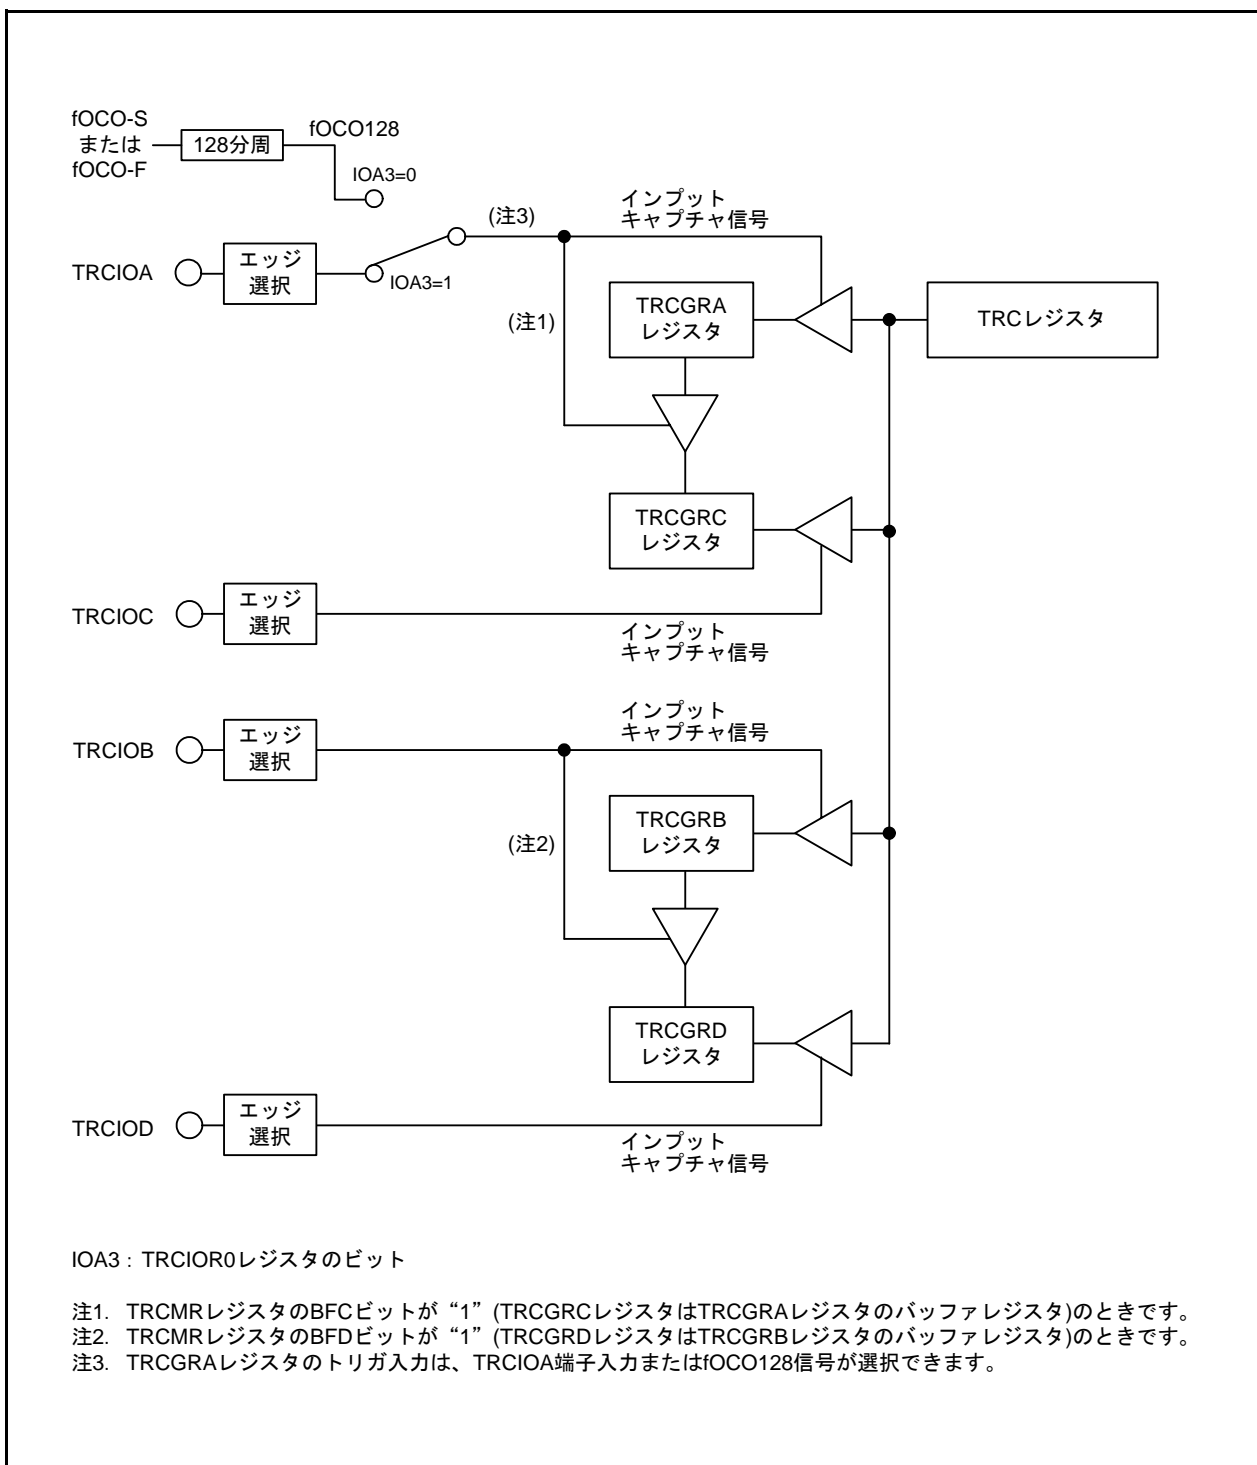 fOCO-S
または
fOCO-F
128分周
fOCO128
IOA3=0
インプット
キャプチャ信号
(注3)
TRCIOA
エッジ
選択
IOA3=1
(注1)
TRCGRA
レジスタ
TRCレジスタ
TRCGRC
レジスタ
TRCIOC
エッジ
選択
インプット
キャプチャ信号
インプット
キャプチャ信号
TRCIOB
エッジ
選択
(注2)
TRCGRB
レジスタ
TRCGRD
レジスタ
TRCIOD
エッジ
選択
インプット
キャプチャ信号
IOA3 : TRCIOR0レジスタのビット
注1. TRCMRレジスタのBFCビットが“1”(TRCGRCレジスタはTRCGRAレジスタのバッファレジスタ)のときです。
注2. TRCMRレジスタのBFDビットが“1”(TRCGRDレジスタはTRCGRBレジスタのバッファレジスタ)のときです。
注3. TRCGRAレジスタのトリガ入力は、TRCIOA端子入力またはfOCO128信号が選択できます。